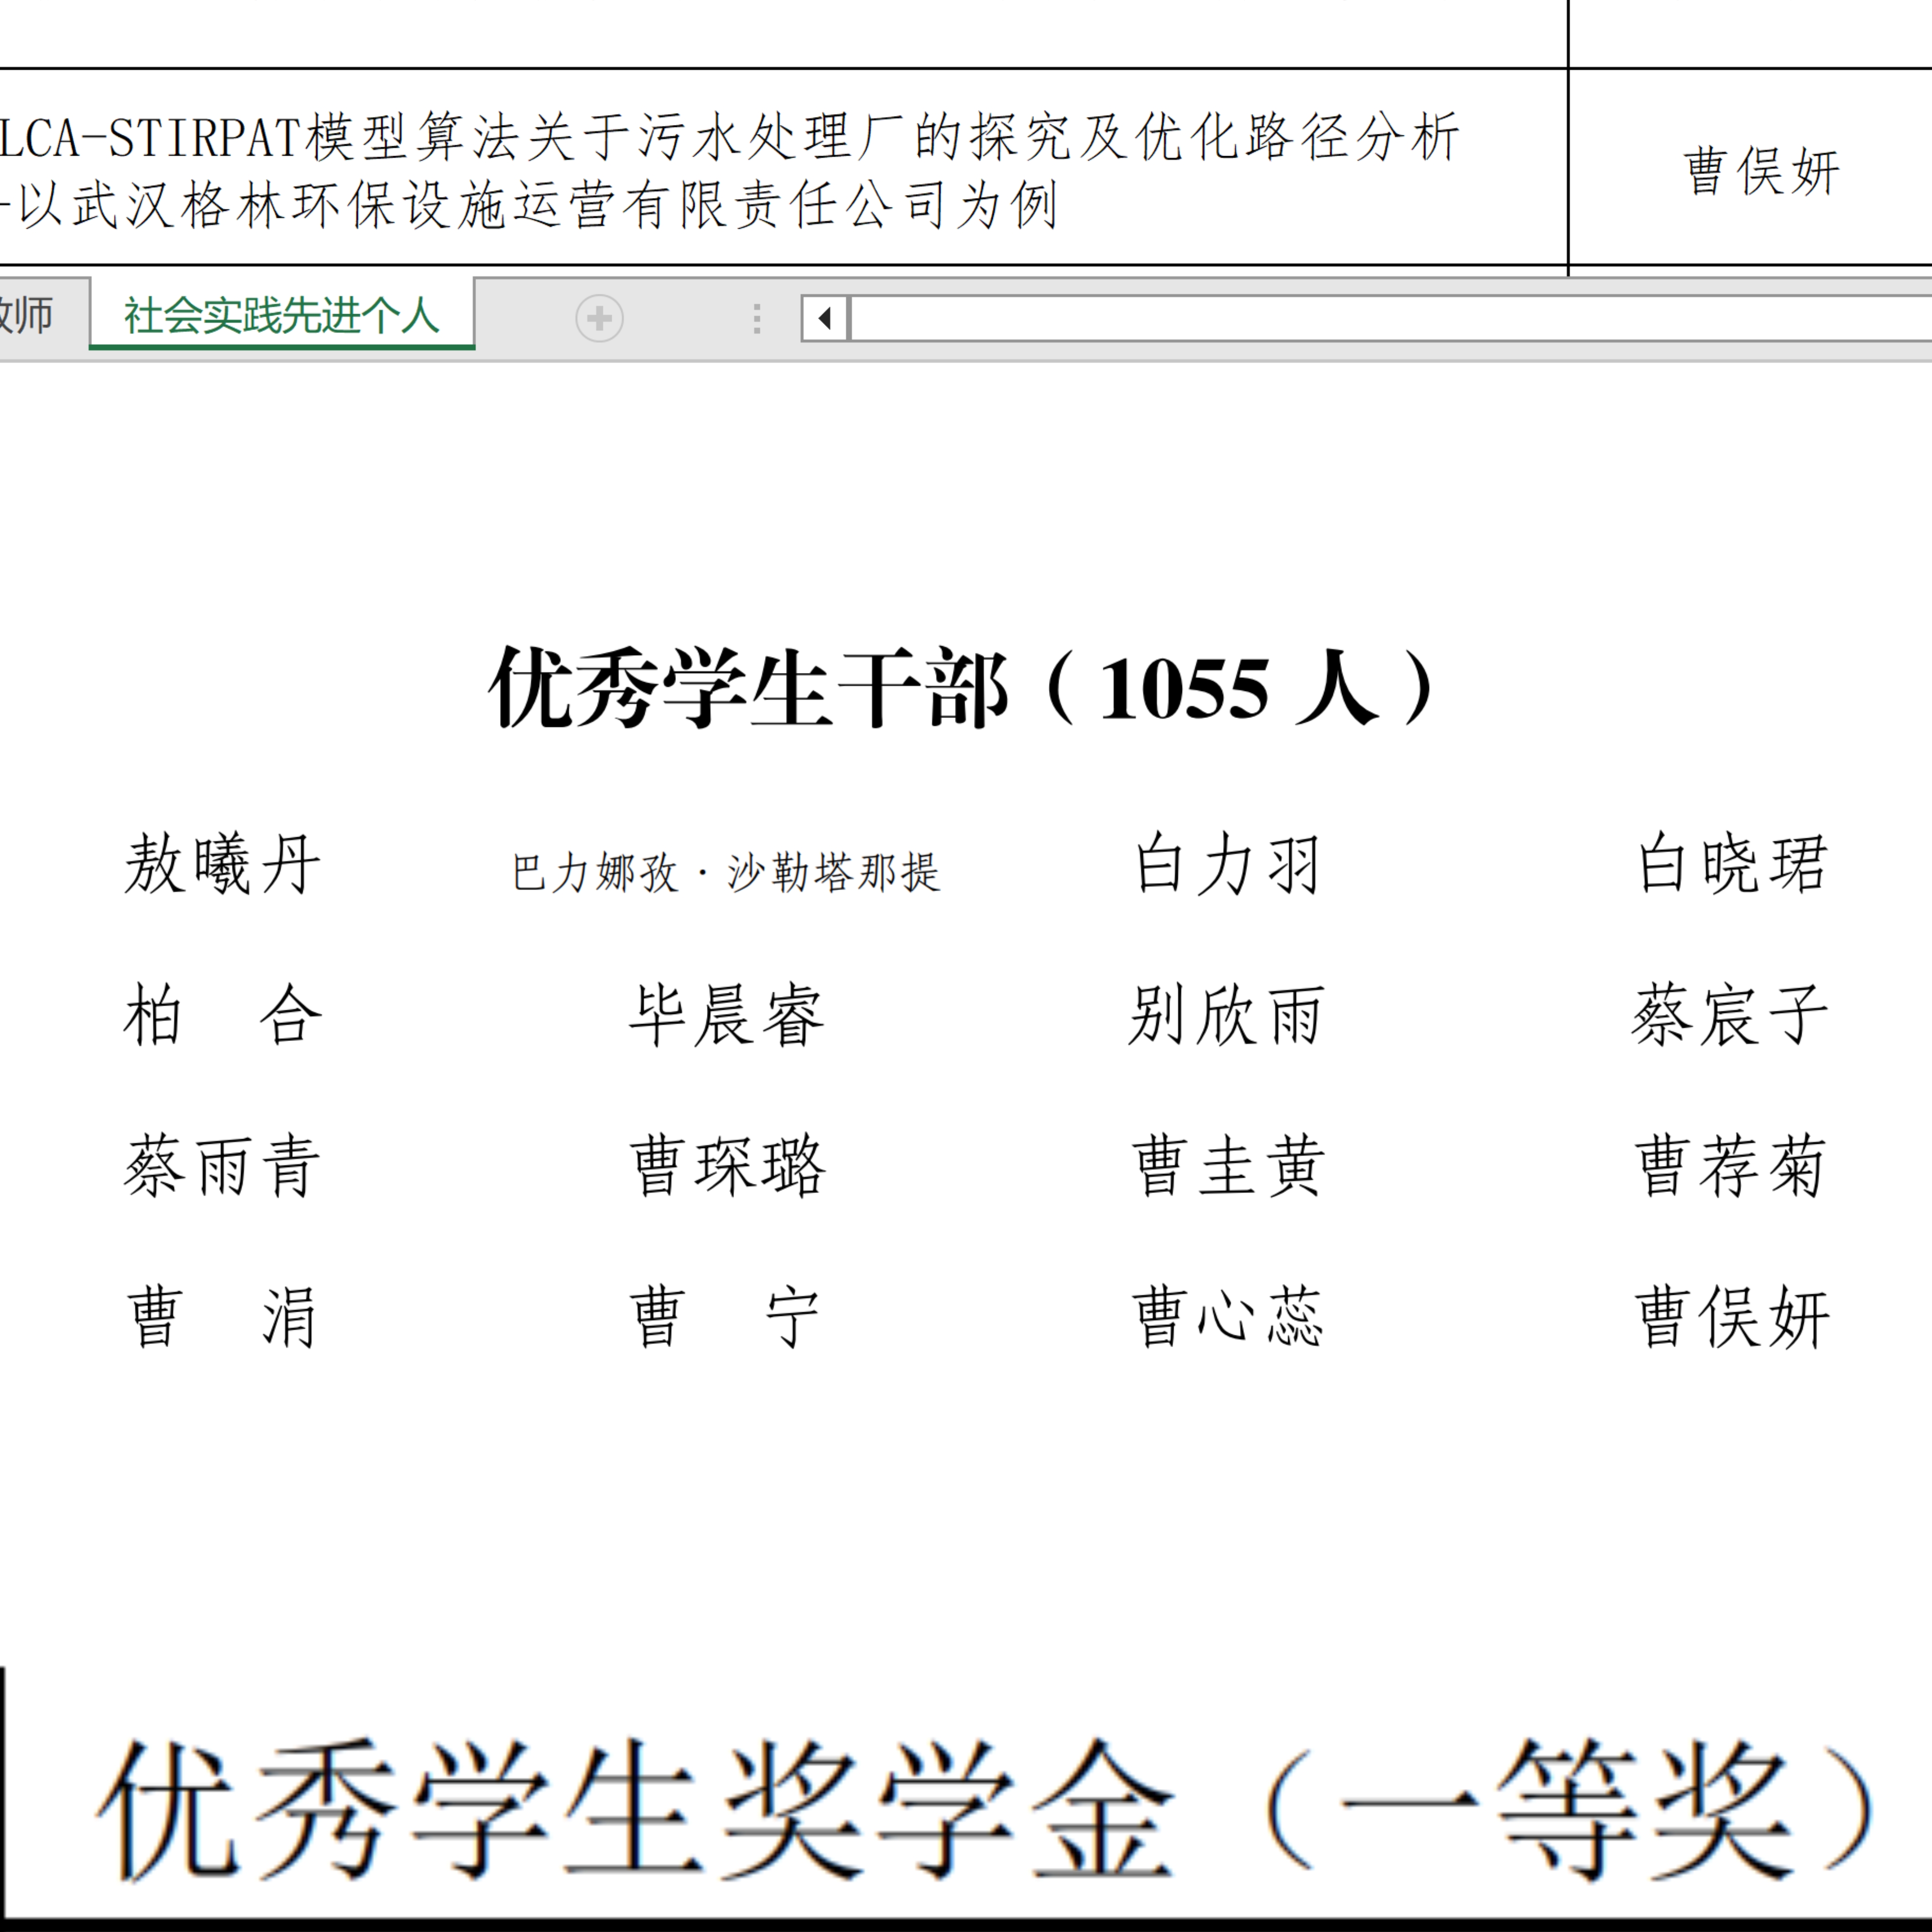 LCA-STIRPAT模型算法关于污水处理厂的探究及优化路径分析
-以武汉格林环保设施运营有限责任公司为例
曹俣妍
教师
社会实践先进个人
优秀学生干部（1055人）
敖曦丹 巴力娜孜·沙勒塔那提 白力羽 白晓珺
柏 合 毕晨睿 别欣雨 蔡宸子
蔡雨青 曹琛璐 曹圭黄 曹荐菊
曹 涓 曹 宁 曹心蕊 曹俣妍
优秀学生奖学金（一等奖）